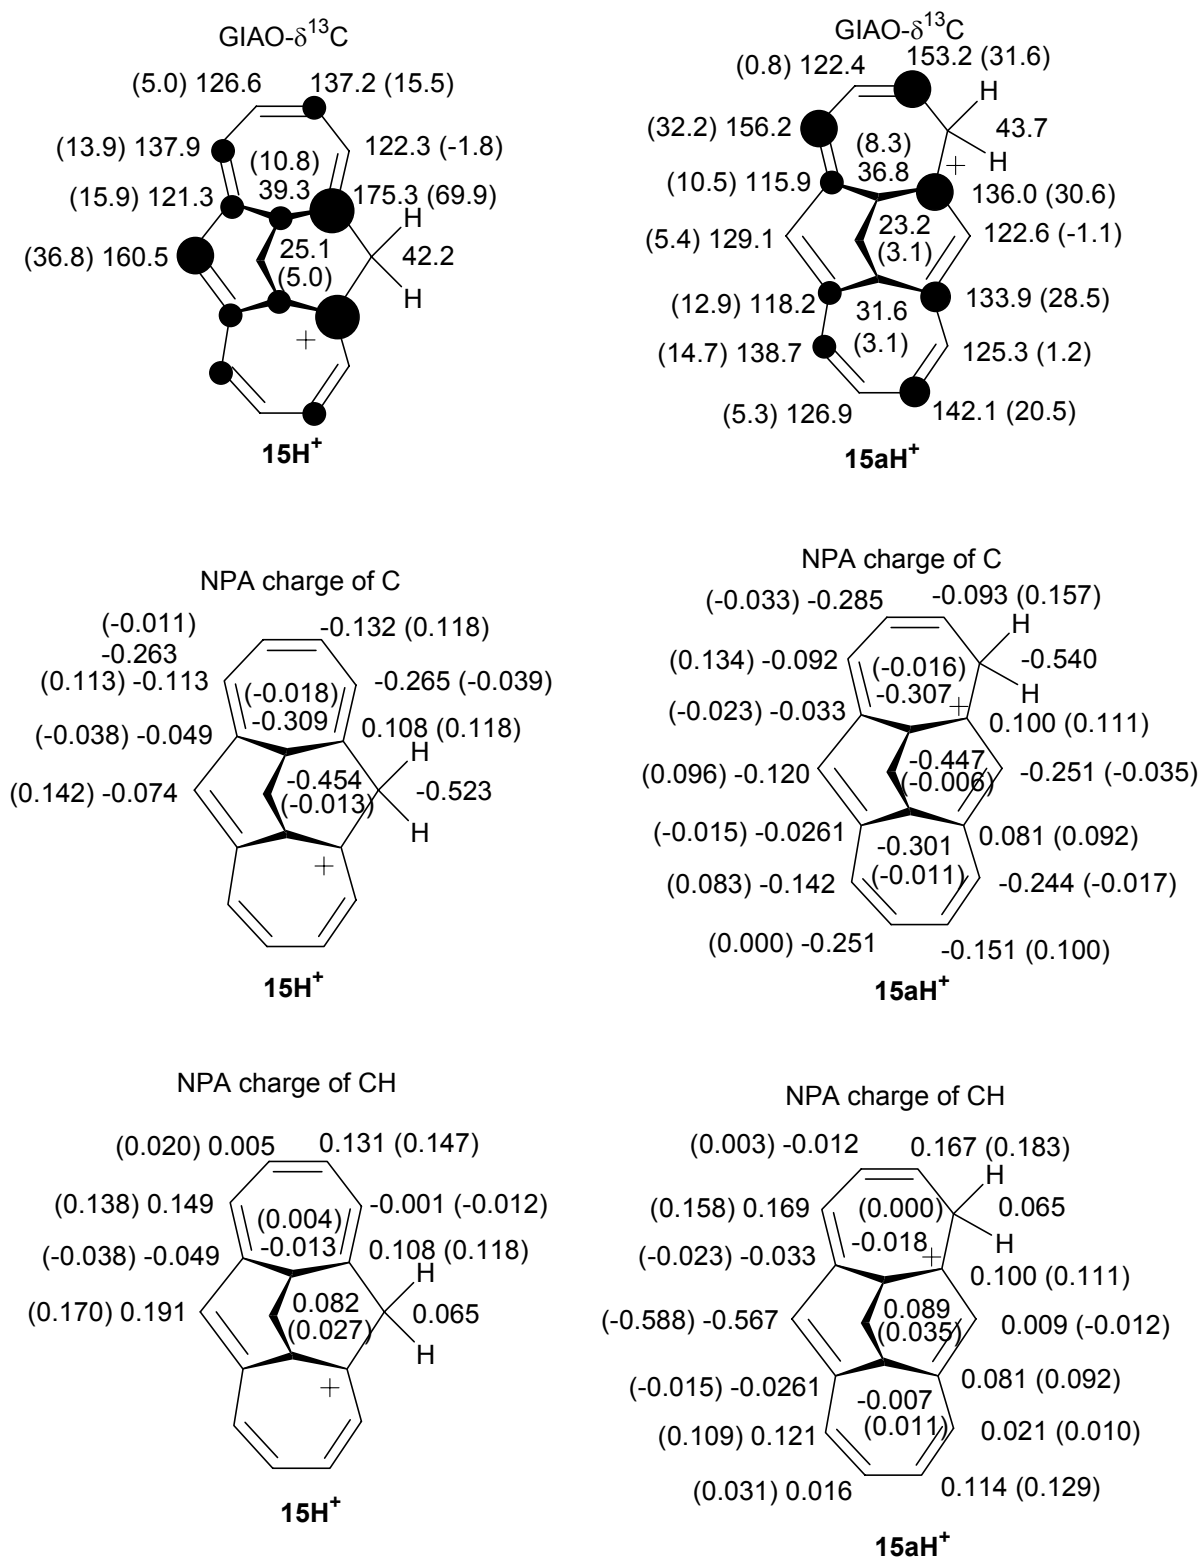 GIAO-δ¹³C
(5.0) 126.6 137.2 (15.5)
(13.9) 137.9 (10.8) 122.3 (-1.8)
(15.9) 121.3 39.3 175.3 (69.9)
H
(36.8) 160.5 25.1 42.2
(5.0)
H
+
15H⁺
GIAO-δ¹³C
(0.8) 122.4 153.2 (31.6)
H
(32.2) 156.2 (8.3) 43.7
H
+
(10.5) 115.9 36.8 136.0 (30.6)
(5.4) 129.1 23.2 122.6 (-1.1)
(3.1)
(12.9) 118.2 31.6 133.9 (28.5)
(14.7) 138.7 (3.1) 125.3 (1.2)
(5.3) 126.9 142.1 (20.5)
15aH⁺
NPA charge of C
(-0.011) -0.132 (0.118)
-0.263
(0.113) -0.113 (-0.018) -0.265 (-0.039)
(-0.038) -0.049 -0.309 0.108 (0.118)
H
(0.142) -0.074 -0.454 -0.523
(-0.013)
H
+
15H⁺
NPA charge of C
(-0.033) -0.285 -0.093 (0.157)
H
(0.134) -0.092 (-0.016) -0.540
H
(-0.023) -0.033 -0.307 + 0.100 (0.111)
(0.096) -0.120 -0.447 -0.251 (-0.035)
(-0.006)
(-0.015) -0.0261 -0.301 0.081 (0.092)
(0.083) -0.142 (-0.011) -0.244 (-0.017)
(0.000) -0.251 -0.151 (0.100)
15aH⁺
NPA charge of CH
(0.020) 0.005 0.131 (0.147)
(0.138) 0.149 (0.004) -0.001 (-0.012)
(-0.038) -0.049 -0.013 0.108 (0.118)
H
(0.170) 0.191 0.082 0.065
(0.027)
H
+
15H⁺
NPA charge of CH
(0.003) -0.012 0.167 (0.183)
H
(0.158) 0.169 (0.000) 0.065
H
(-0.023) -0.033 -0.018 + 0.100 (0.111)
(-0.588) -0.567 0.089 0.009 (-0.012)
(0.035)
(-0.015) -0.0261 -0.007 0.081 (0.092)
(0.109) 0.121 (0.011) 0.021 (0.010)
(0.031) 0.016 0.114 (0.129)
15aH⁺